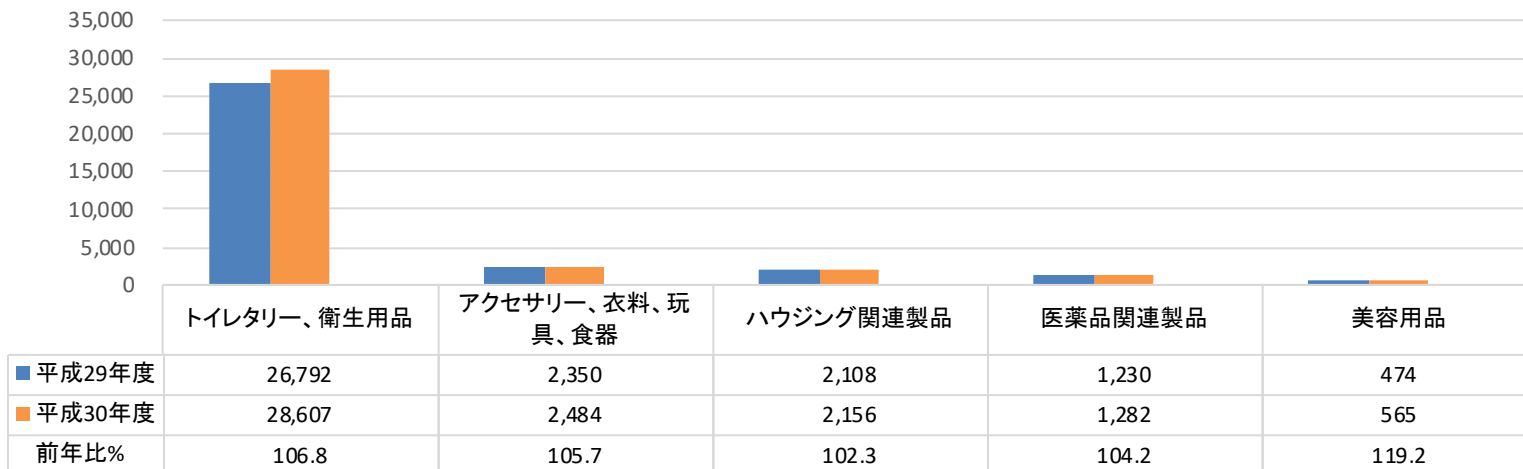 35,000
30,000
25,000
20,000
15,000
10,000
5,000
0
トイレタリー、衛生用品 アクセサリー、衣料、玩 ハウジング関連製品 医薬品関連製品 美容用品
具、食器
平成29年度 26,792 2,350 2,108 1,230 474
平成30年度 28,607 2,484 2,156 1,282 565
前年比% 106.8 105.7 102.3 104.2 119.2